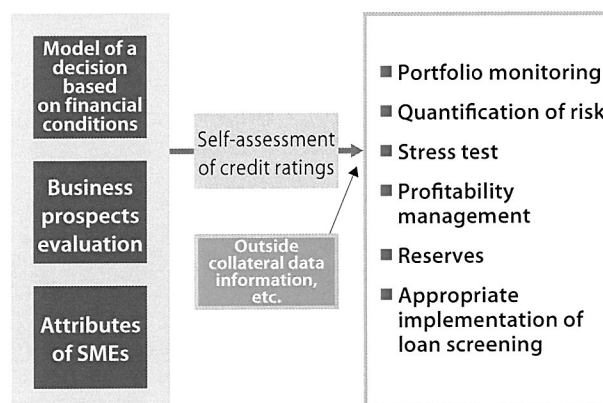 Model of a
decision
based
on financial
conditions
Business
prospects
evaluation
Attributes
of SMEs
Self-assessment
of credit ratings
Outside
collateral data
information,
etc.
Portfolio monitoring
Quantification of risk
Stress test
Profitability
management
Reserves
Appropriate
implementation of
loan screening